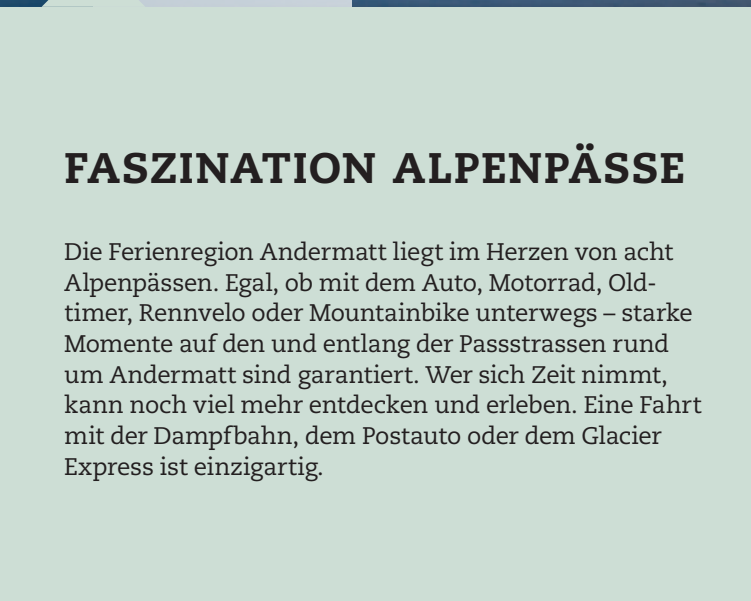 FASZINATION ALPENPÄSSE
Die Ferienregion Andermatt liegt im Herzen von acht
Alpenpässen. Egal, ob mit dem Auto, Motorrad, Old-
timer, Rennvelo oder Mountainbike unterwegs – starke
Momente auf den und entlang der Passstrassen rund
um Andermatt sind garantiert. Wer sich Zeit nimmt,
kann noch viel mehr entdecken und erleben. Eine Fahrt
mit der Dampfbahn, dem Postauto oder dem Glacier
Express ist einzigartig.